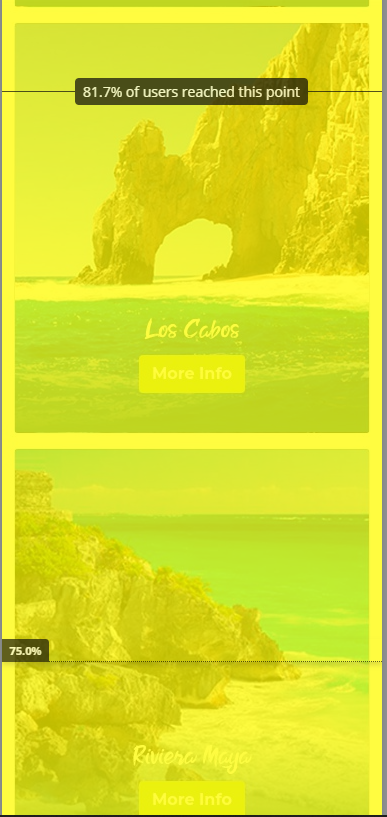 81.7% of users reached this point
Los Cabos
More Info
75.0%
Riviera Maya
More Info